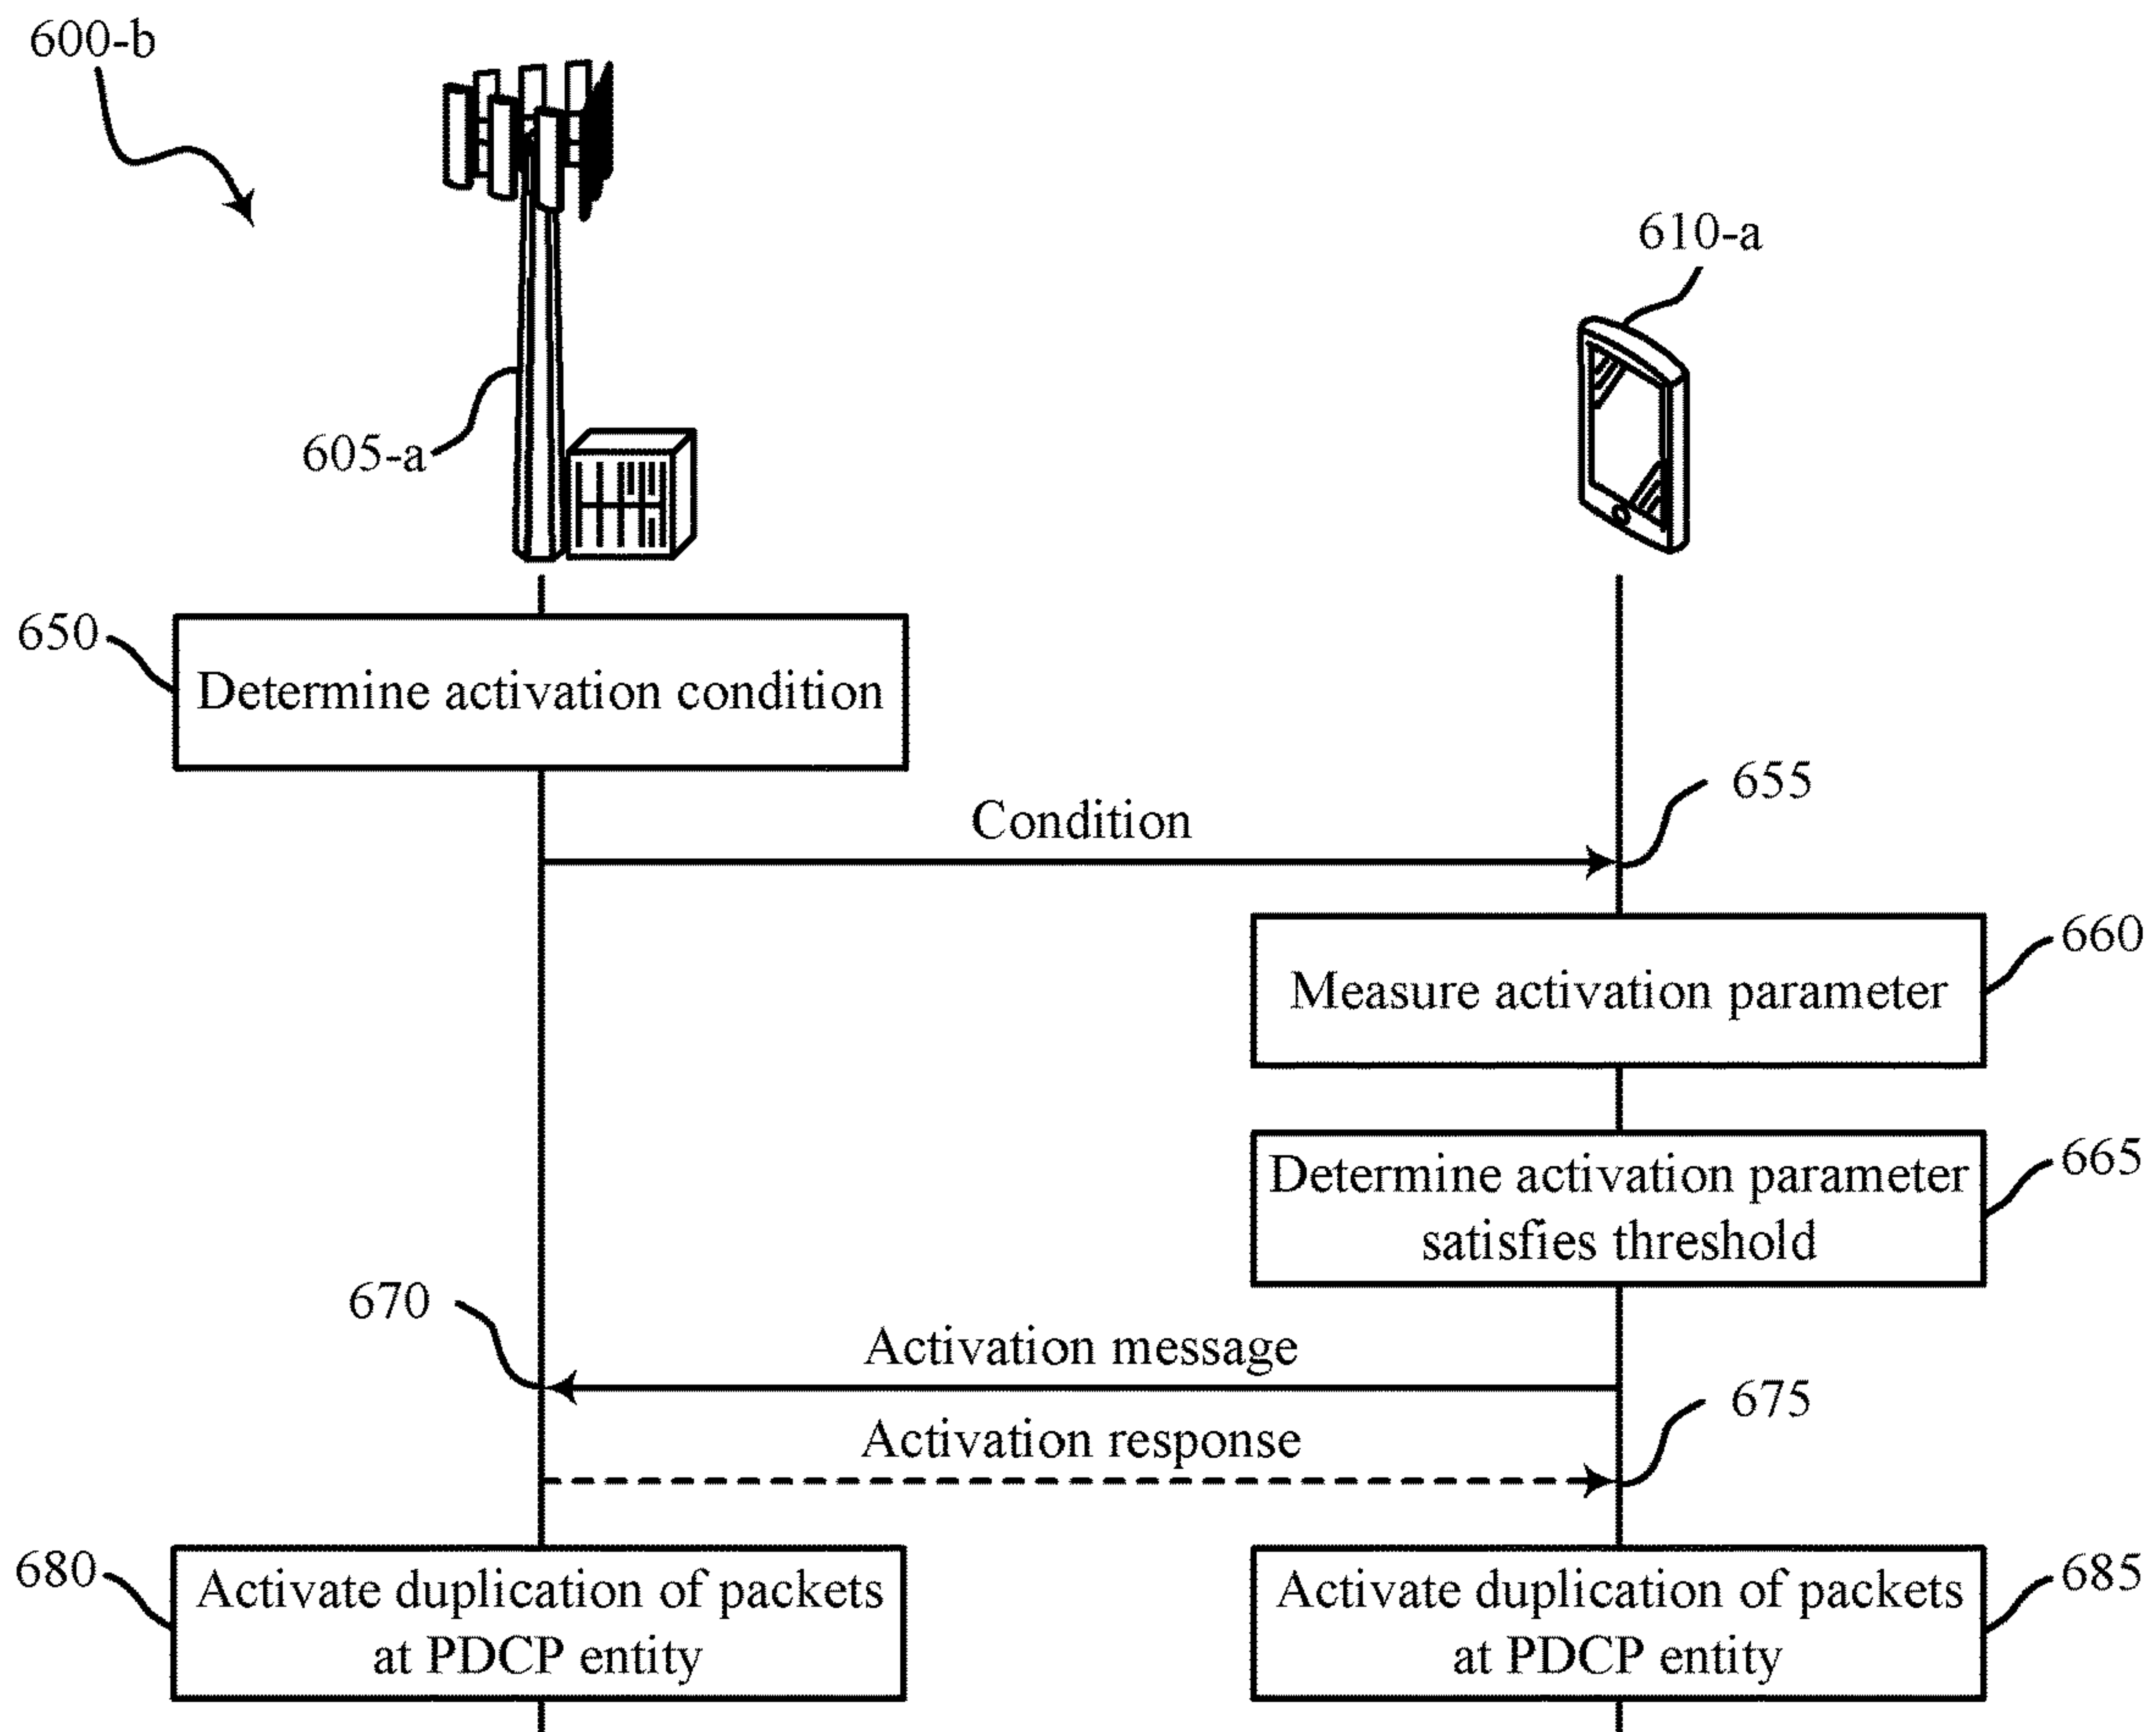 600-b
610-a
605-a
650
Determine activation condition
655
Condition
660
Measure activation parameter
665
Determine activation parameter
satisfies threshold
670
Activation message
675
Activation response
680
Activate duplication of packets
at PDCP entity
685
Activate duplication of packets
at PDCP entity